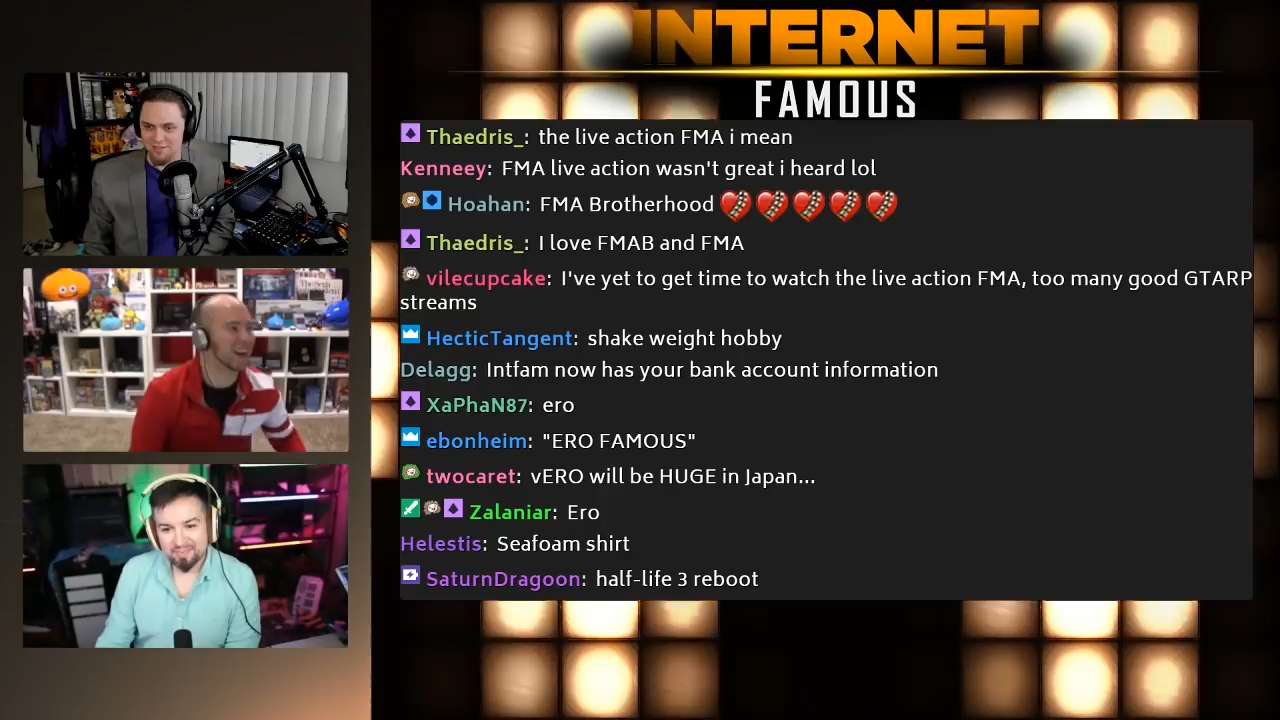 INTERNET
FAMOUS
Thaedris_: the live action FMA i mean
Kenneey: FMA live action wasn't great i heard lol
Hoahan: FMA Brotherhood
Thaedris_: I love FMAB and FMA
vilecupcake: I've yet to get time to watch the live action FMA, too many good GTARP
streams
HecticTangent: shake weight hobby
Delagg: Intfam now has your bank account information
XaPhaN87: ero
ebonheim: "ERO FAMOUS"
twocaret: vERO will be HUGE in Japan...
Zalaniar: Ero
Helestis: Seafoam shirt
SaturnDragoon: half-life 3 reboot